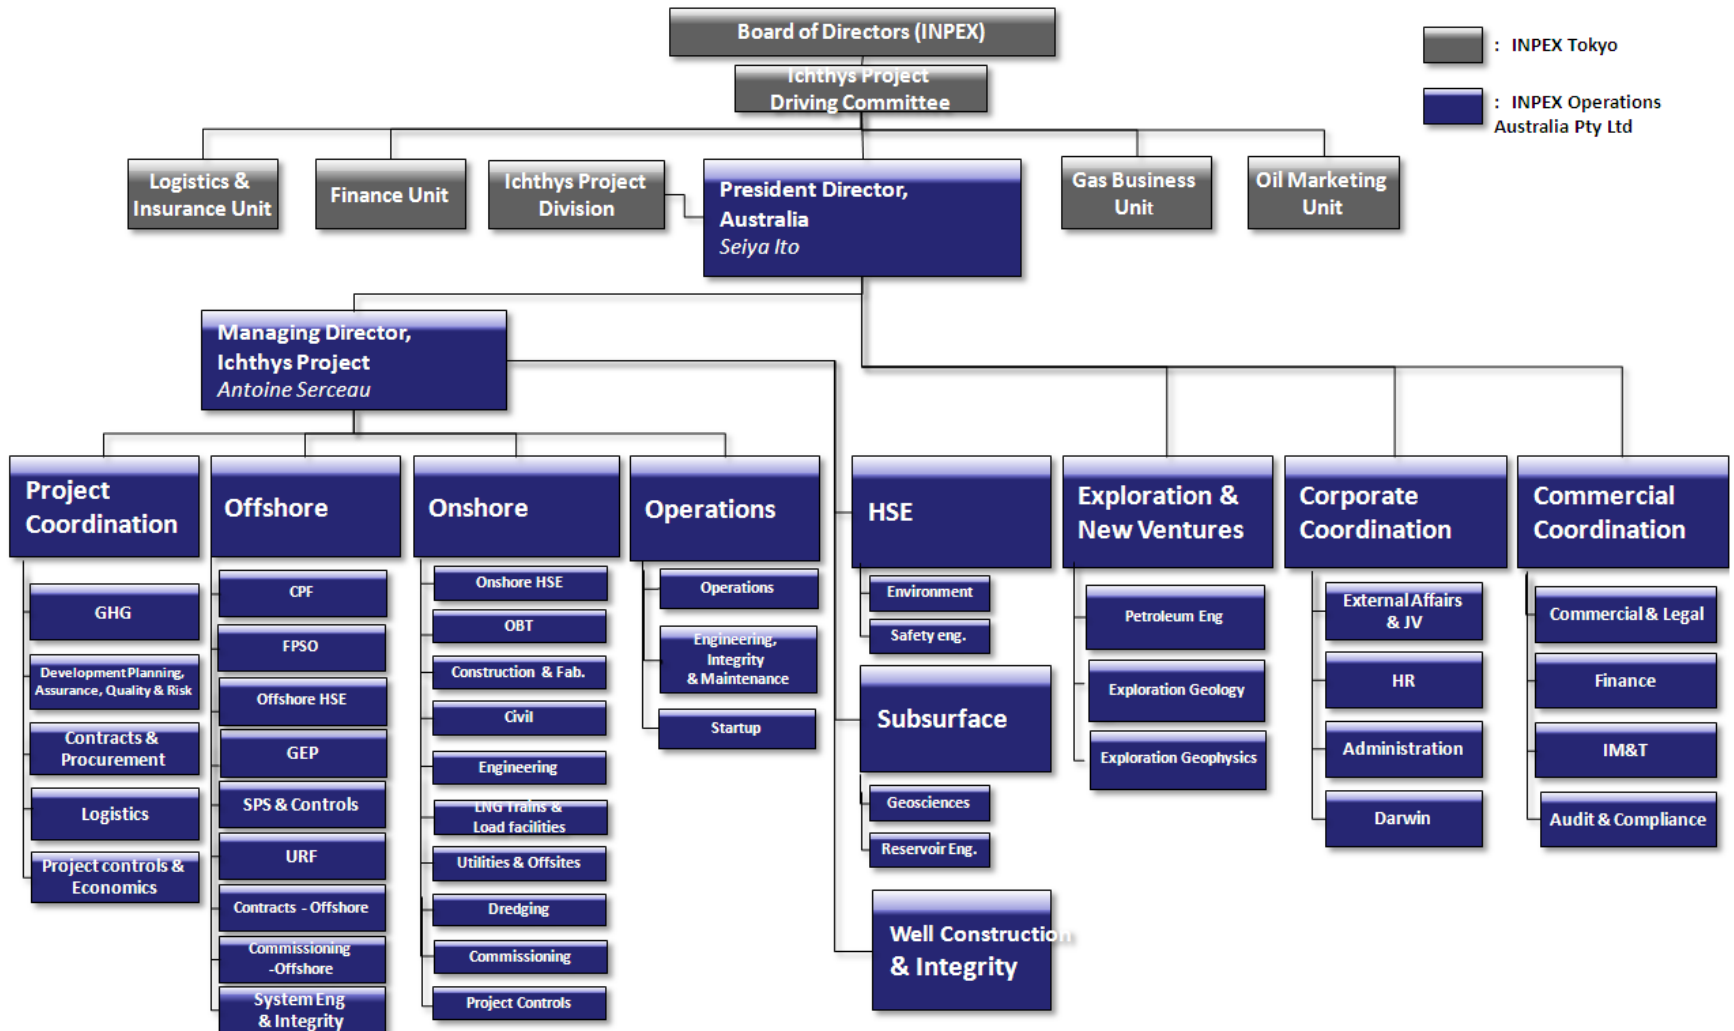 Board of Directors (INPEX)
: INPEX Tokyo
Ichthys Project
Driving Committee
: INPEX Operations
Australia Pty Ltd
Logistics &
Insurance Unit
Finance Unit
Ichthys Project
Division
President Director,
Australia
Seiya Ito
Gas Business
Unit
Oil Marketing
Unit
Managing Director,
Ichthys Project
Antoine Serceau
Project
Coordination
GHG
Development Planning,
Assurance, Quality & Risk
Contracts &
Procurement
Logistics
Project controls &
Economics
Offshore
CPF
FPSO
Offshore HSE
GEP
SPS & Controls
URF
Contracts - Offshore
Commissioning
-Offshore
System Eng
& Integrity
Onshore
Onshore HSE
OBT
Construction & Fab.
Civil
Engineering
LNG Trains &
Load facilities
Utilities & Offsites
Dredging
Commissioning
Project Controls
Operations
Operations
Engineering,
Integrity
& Maintenance
Startup
HSE
Environment
Safety eng.
Subsurface
Geosciences
Reservoir Eng.
Well Construction
& Integrity
Exploration &
New Ventures
Petroleum Eng
Exploration Geology
Exploration Geophysics
Corporate
Coordination
External Affairs
& JV
HR
Administration
Darwin
Commercial
Coordination
Commercial & Legal
Finance
IM&T
Audit & Compliance